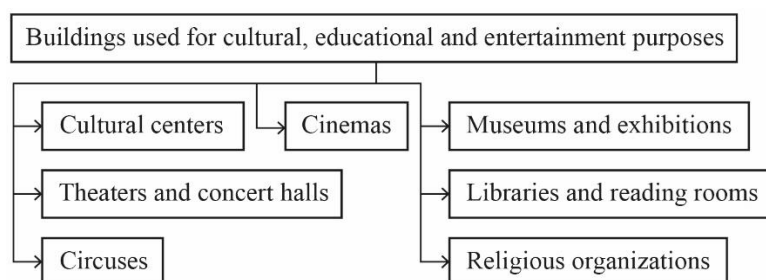 Buildings used for cultural, educational and entertainment purposes
Cultural centers
Cinemas
Museums and exhibitions
Theaters and concert halls
Libraries and reading rooms
Circuses
Religious organizations